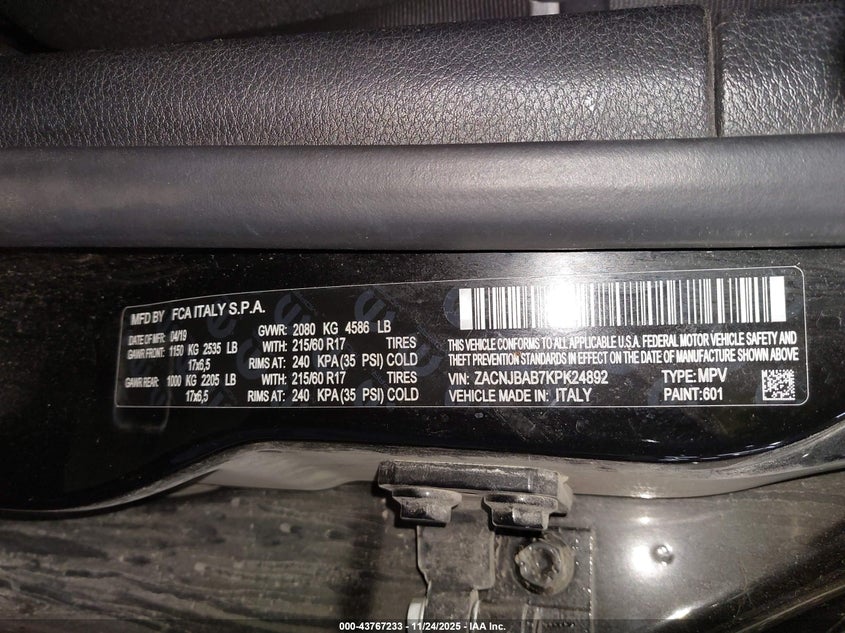 MFD BY FCA ITALY S.P.A.
DATE OF MFD: 04/19 GVWR: 2080 KG 4586 LB
GAWR FRONT: 1150 KG 2535 LB WITH: 215/60 R17 TIRES
17x6,5 RIMS AT: 240 KPA(35 PSI) COLD
GAWR REAR: 1000 KG 2205 LB WITH: 215/60 R17 TIRES
17x6,5 RIMS AT: 240 KPA(35 PSI) COLD
THIS VEHICLE CONFORMS TO ALL APPLICABLE U.S.A. FEDERAL MOTOR VEHICLE SAFETY AND
THEFT PREVENTION STANDARDS IN EFFECT ON THE DATE OF MANUFACTURE SHOWN ABOVE
VIN: ZACNJBAB7KPK24892 TYPE: MPV
VEHICLE MADE IN: ITALY PAINT:601
000-43767233 - 11/24/2025 - IAA Inc.